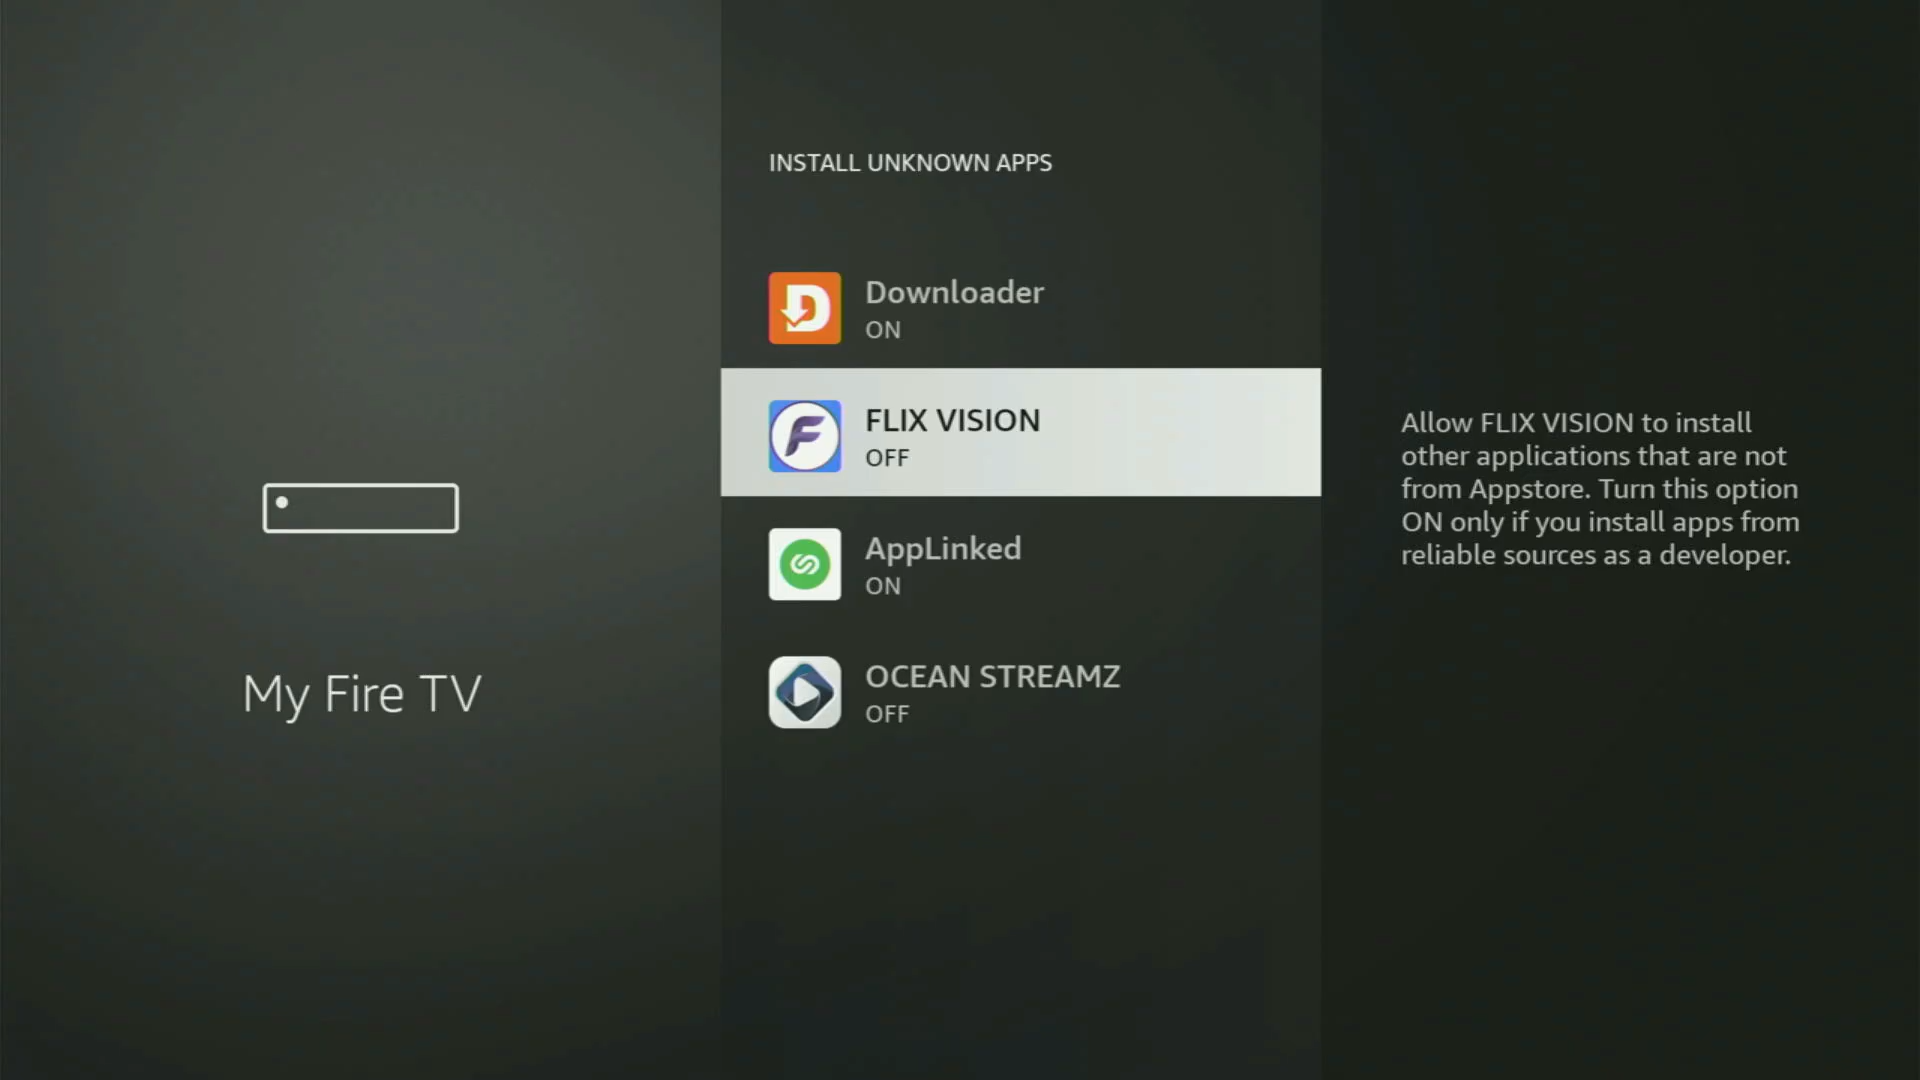 INSTALL UNKNOWN APPS
Downloader
ON
FLIX VISION
OFF
AppLinked
ON
OCEAN STREAMZ
OFF
My Fire TV
Allow FLIX VISION to install
other applications that are not
from Appstore. Turn this option
ON only if you install apps from
reliable sources as a developer.